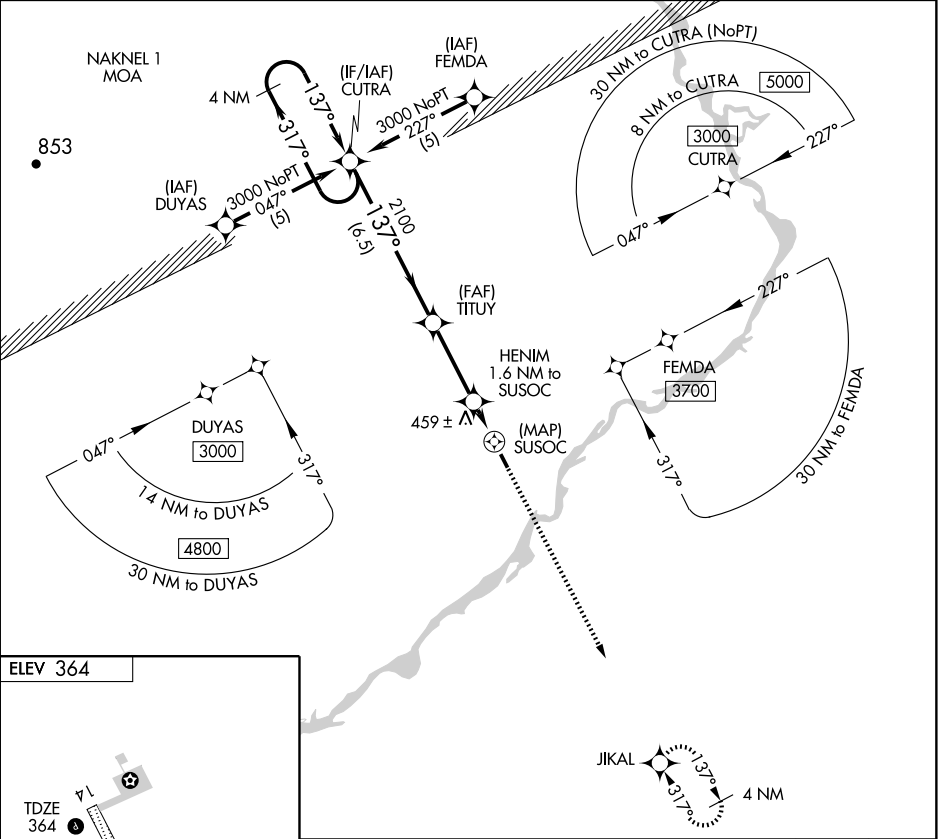 NAKNEL 1
MOA
853
4 NM
137°
317°
(IF/IAF)
CUTRA
(IAF)
FEMDA
3000 NoPT
227°
(5)
(IAF)
DUYAS
3000 NoPT
047°
(5)
2100
137°
(6.5)
(FAF)
TITUY
HENIM
1.6 NM to
SUSOC
459 ±
(MAP)
SUSOC
30 NM to CUTRA (NoPT)
5000
8 NM to CUTRA
3000
CUTRA
227°
047°
227°
FEMDA
3700
317°
30 NM to FEMDA
047°
DUYAS
3000
317°
14 NM to DUYAS
4800
30 NM to DUYAS
JIKAL
137°
317°
4 NM
ELEV 364
14
TDZE
364